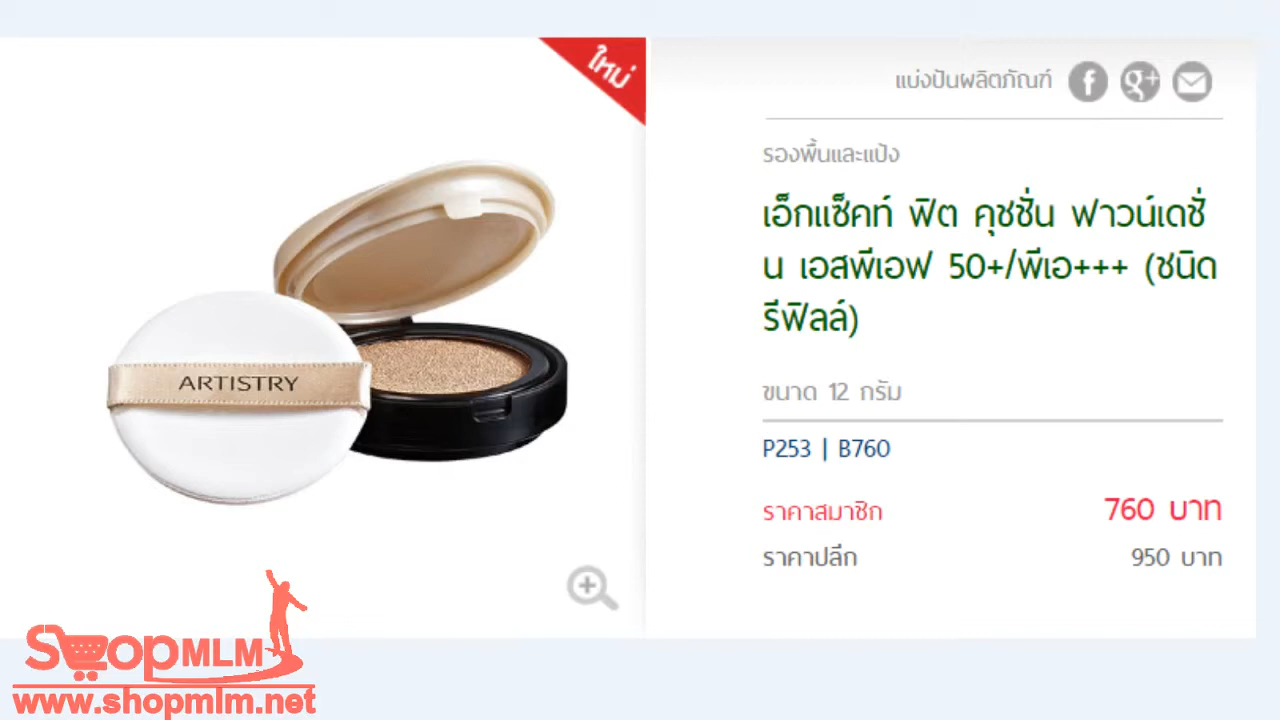 ใหม่
แบ่งปันผลิตภัณฑ์
รองพื้นและแป้ง
เอ็กแซ็คท์ ฟิต คุชชั่น ฟาวน์เดชั่
น เอสพีเอฟ 50+/พีเอ+++ (ชนิด
รีฟิลล์)
ขนาด 12 กรัม
P253 | B760
ราคาสมาชิก 760 บาท
ราคาปลีก 950 บาท
ARTISTRY
ShopMLM
www.shopmlm.net